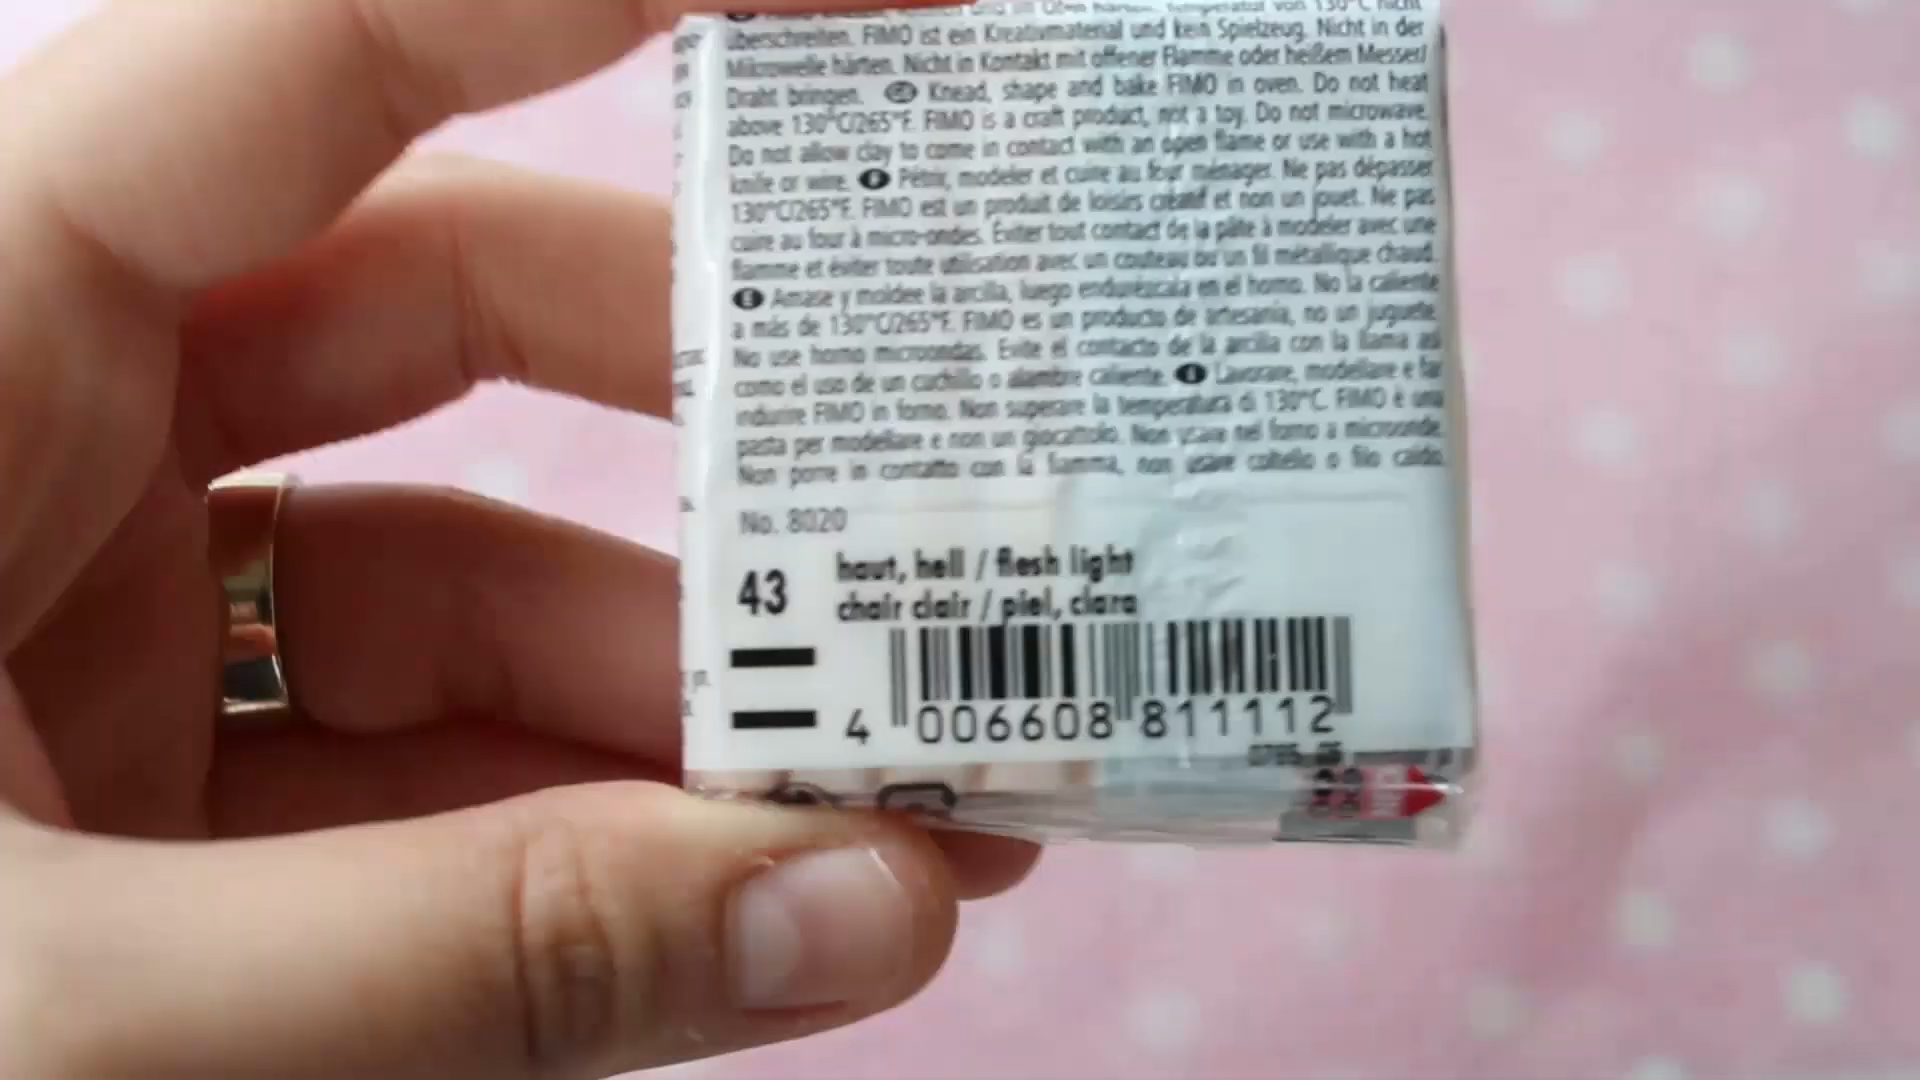 überschreiten. FIMO ist ein Kreativmaterial und kein Spielzeug. Nicht in der
Mikrowelle härten. Nicht in Kontakt mit offener Flamme oder heißem Messer/
Draht bringen. GB Knead, shape and bake FIMO in oven. Do not heat
above 130°C/265°F. FIMO is a craft product, not a toy. Do not microwave.
Do not allow clay to come in contact with an open flame or use with a hot
knife or wire. F Pétrir, modeler et cuire au four ménager. Ne pas dépasser
130°C/265°F. FIMO est un produit de loisirs créatif et non un jouet. Ne pas
cuire au four à micro-ondes. Éviter tout contact de la pâte à modeler avec une
flamme et éviter toute utilisation avec un couteau ou un fil métallique chaud.
E Amase y moldee la arcilla, luego endurézcala en el horno. No la caliente
a más de 130°C/265°F. FIMO es un producto de artesanía, no un juguete.
No use horno microondas. Evite el contacto de la arcilla con la llama así
como el uso de un cuchillo o alambre caliente. I Lavorare, modellare e far
indurire FIMO in forno. Non superare la temperatura di 130°C. FIMO è una
pasta per modellare e non un giocattolo. Non usare nel forno a microonde.
Non porre in contatto con la fiamma, non usare coltello o filo caldo.
No. 8020
43 haut, hell / flesh light
chair clair / piel, clara
4 006608 811112